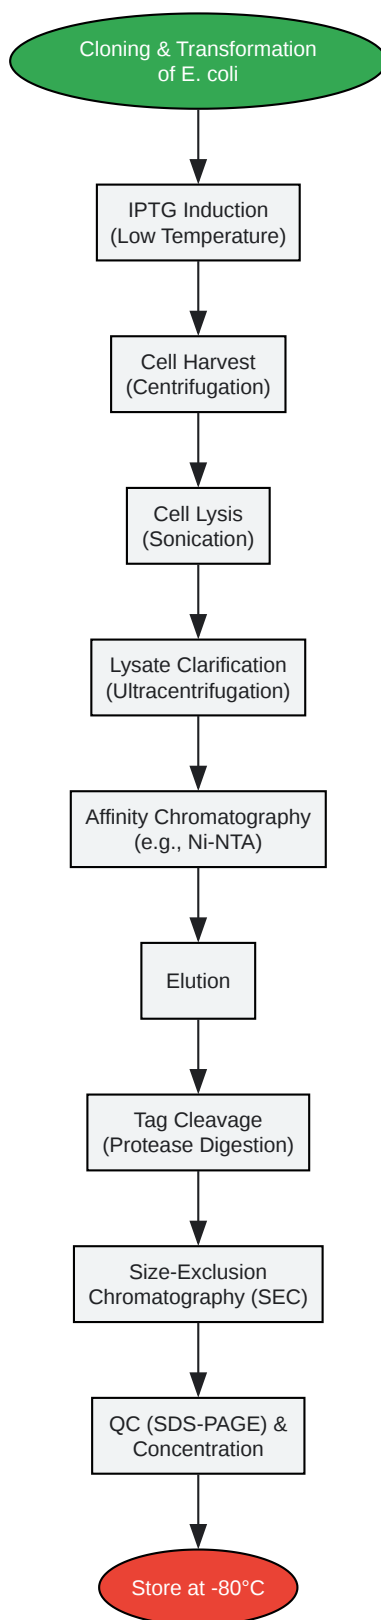 Cloning & Transformation
of E. coli
IPTG Induction
(Low Temperature)
Cell Harvest
(Centrifugation)
Cell Lysis
(Sonication)
Lysate Clarification
(Ultracentrifugation)
Affinity Chromatography
(e.g., Ni-NTA)
Elution
Tag Cleavage
(Protease Digestion)
Size-Exclusion
Chromatography (SEC)
QC (SDS-PAGE) &
Concentration
Store at -80°C